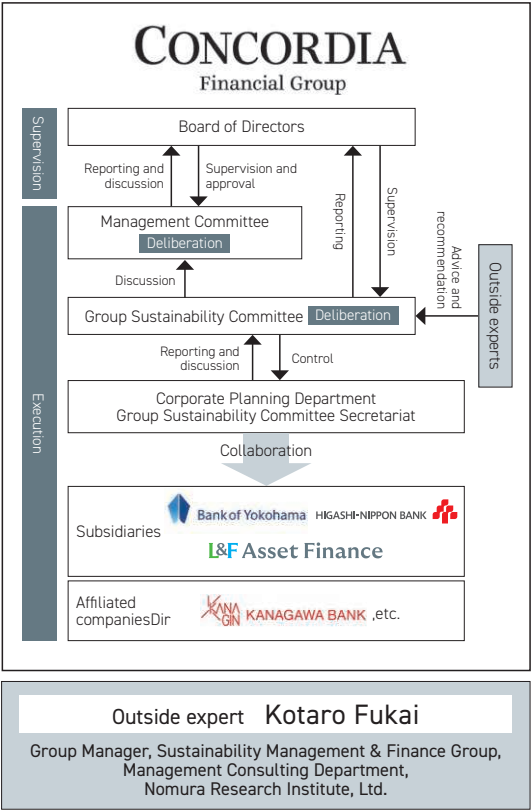 CONCORDIA
Financial Group
Supervision
Board of Directors
Reporting and
discussion
Supervision and
approval
Reporting
Supervision
Execution
Management Committee
Deliberation
Discussion
Advice and
recommendation
Outside experts
Group Sustainability Committee Deliberation
Reporting and
discussion
Control
Corporate Planning Department
Group Sustainability Committee Secretariat
Collaboration
Subsidiaries
Bank of Yokohama HIGASHI-NIPPON BANK
L&F Asset Finance
Affiliated
companiesDir
KANAGIN KANAGAWA BANK ,etc.
Outside expert Kotaro Fukai
Group Manager, Sustainability Management & Finance Group,
Management Consulting Department,
Nomura Research Institute, Ltd.